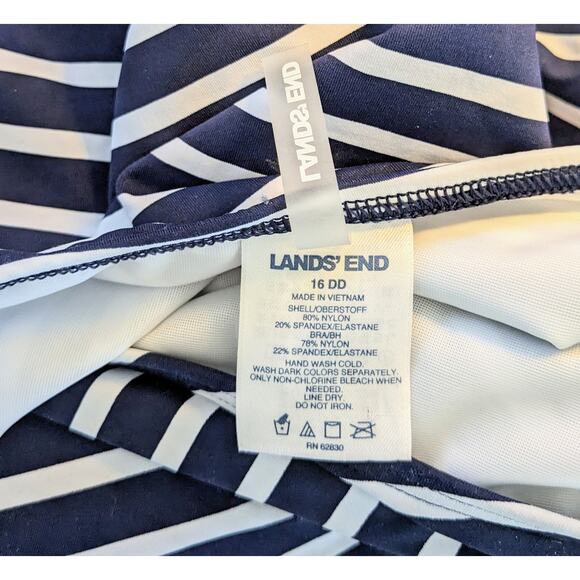 LANDS' END
LANDS' END
16 DD
MADE IN VIETNAM
SHELL/OBERSTOFF
80% NYLON
20% SPANDEX/ELASTANE
BRA/BH
78% NYLON
22% SPANDEX/ELASTANE
HAND WASH COLD.
WASH DARK COLORS SEPARATELY.
ONLY NON-CHLORINE BLEACH WHEN
NEEDED.
LINE DRY.
DO NOT IRON.
RN 62830